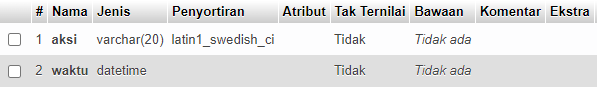 # Nama Jenis Penyortiran Atribut Tak Ternilai Bawaan Komentar Ekstra
1 aksi varchar(20) latin1_swedish_ci Tidak Tidak ada
2 waktu datetime Tidak Tidak ada